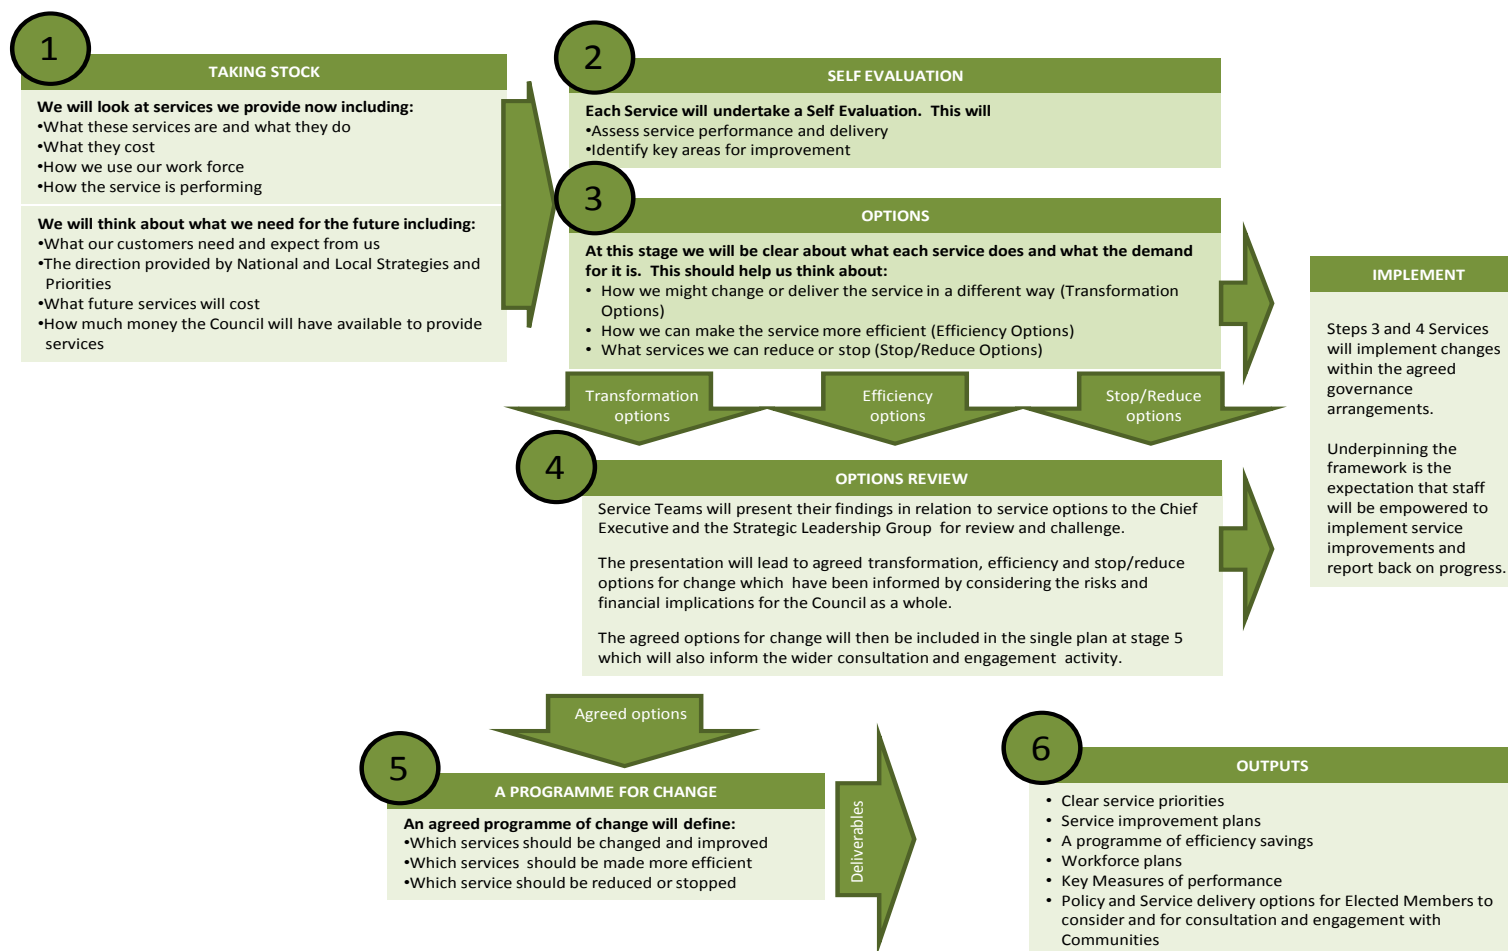 1
TAKING STOCK
We will look at services we provide now including:
•What these services are and what they do
•What they cost
•How we use our work force
•How the service is performing
We will think about what we need for the future including:
•What our customers need and expect from us
•The direction provided by National and Local Strategies and
Priorities
•What future services will cost
•How much money the Council will have available to provide
services
2
SELF EVALUATION
Each Service will undertake a Self Evaluation. This will
•Assess service performance and delivery
•Identify key areas for improvement
3
OPTIONS
At this stage we will be clear about what each service does and what the demand
for it is. This should help us think about:
• How we might change or deliver the service in a different way (Transformation
Options)
• How we can make the service more efficient (Efficiency Options)
• What services we can reduce or stop (Stop/Reduce Options)
Transformation
options
Efficiency
options
Stop/Reduce
options
IMPLEMENT
Steps 3 and 4 Services
will implement changes
within the agreed
governance
arrangements.
Underpinning the
framework is the
expectation that staff
will be empowered to
implement service
improvements and
report back on progress.
4
OPTIONS REVIEW
Service Teams will present their findings in relation to service options to the Chief
Executive and the Strategic Leadership Group for review and challenge.
The presentation will lead to agreed transformation, efficiency and stop/reduce
options for change which have been informed by considering the risks and
financial implications for the Council as a whole.
The agreed options for change will then be included in the single plan at stage 5
which will also inform the wider consultation and engagement activity.
Agreed options
5
A PROGRAMME FOR CHANGE
An agreed programme of change will define:
•Which services should be changed and improved
•Which services should be made more efficient
•Which service should be reduced or stopped
Deliverables
6
OUTPUTS
• Clear service priorities
• Service improvement plans
• A programme of efficiency savings
• Workforce plans
• Key Measures of performance
• Policy and Service delivery options for Elected Members to
consider and for consultation and engagement with
Communities